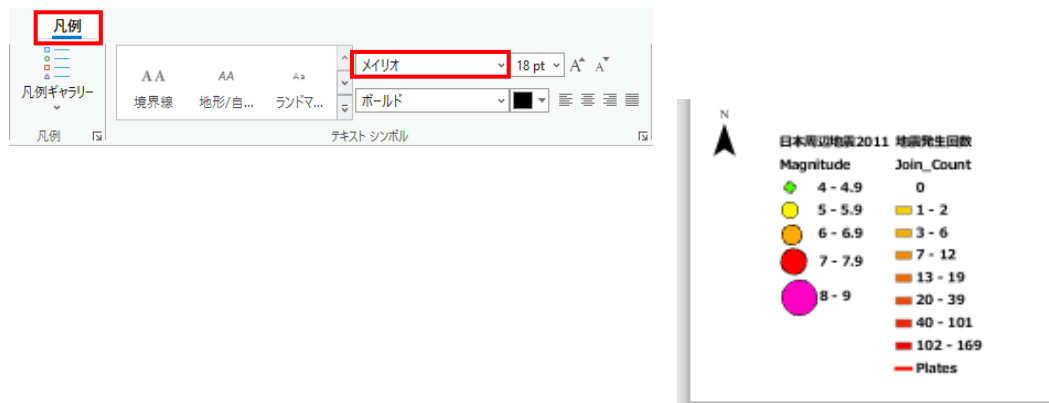 凡例
凡例ギャラリー
凡例
AA
AA
Aa
境界線
地形/自...
ランドマ...
メイリオ
18 pt
A
A
ボールド
テキスト シンボル
N
日本周辺地震2011
Magnitude
4 - 4.9
5 - 5.9
6 - 6.9
7 - 7.9
8 - 9
地震発生回数
Join_Count
0
1 - 2
3 - 6
7 - 12
13 - 19
20 - 39
40 - 101
102 - 169
Plates